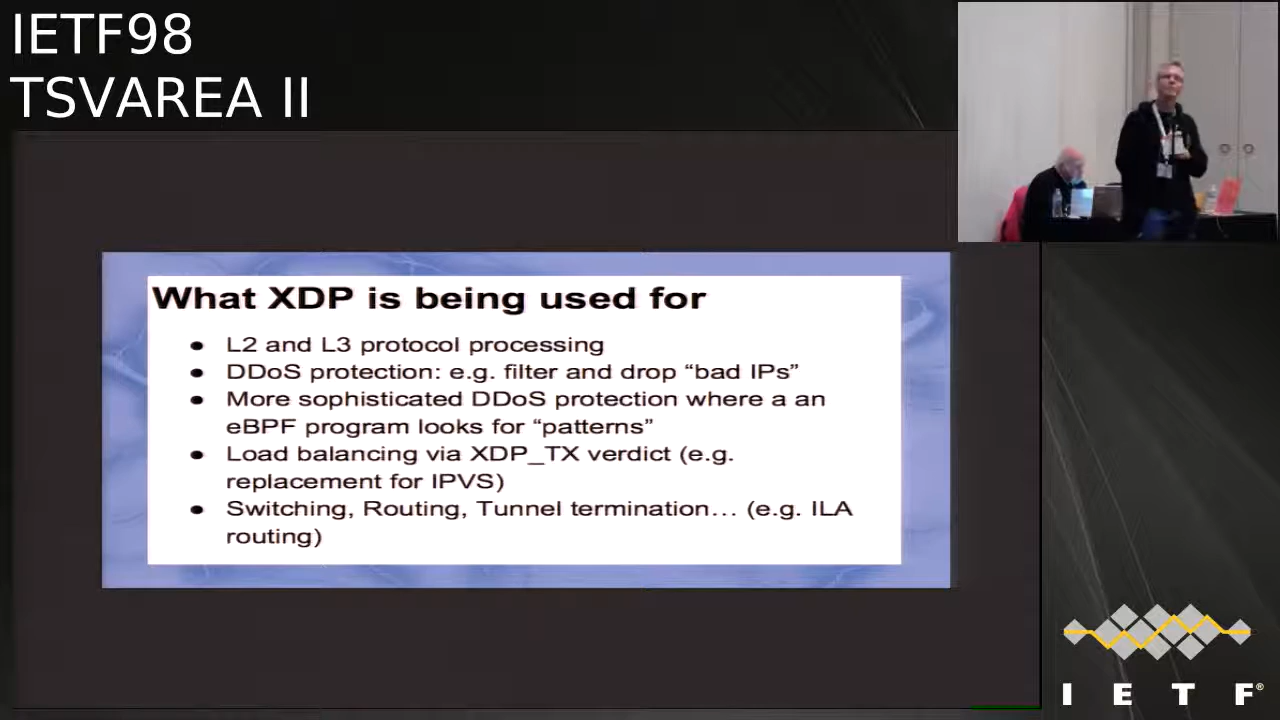 IETF98
TSVAREA II
What XDP is being used for
● L2 and L3 protocol processing
● DDoS protection: e.g. filter and drop “bad IPs”
● More sophisticated DDoS protection where a an
eBPF program looks for “patterns”
● Load balancing via XDP_TX verdict (e.g.
replacement for IPVS)
● Switching, Routing, Tunnel termination… (e.g. ILA
routing)
I E T F®